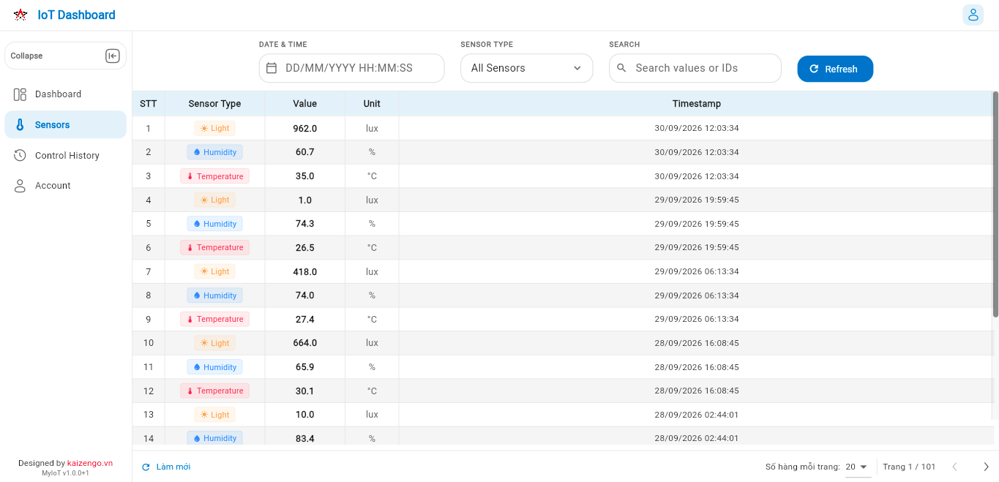 IoT Dashboard
Collapse
Dashboard
Sensors
Control History
Account
Designed by kaizengo.vn
MyIoT v1.0.0+1
DATE & TIME SENSOR TYPE SEARCH
DD/MM/YYYY HH:MM:SS All Sensors Search values or IDs Refresh
STT Sensor Type Value Unit Timestamp
1 Light 962.0 lux 30/09/2026 12:03:34
2 Humidity 60.7 % 30/09/2026 12:03:34
3 Temperature 35.0 °C 30/09/2026 12:03:34
4 Light 1.0 lux 29/09/2026 19:59:45
5 Humidity 74.3 % 29/09/2026 19:59:45
6 Temperature 26.5 °C 29/09/2026 19:59:45
7 Light 418.0 lux 29/09/2026 06:13:34
8 Humidity 74.0 % 29/09/2026 06:13:34
9 Temperature 27.4 °C 29/09/2026 06:13:34
10 Light 664.0 lux 28/09/2026 16:08:45
11 Humidity 65.9 % 28/09/2026 16:08:45
12 Temperature 30.1 °C 28/09/2026 16:08:45
13 Light 10.0 lux 28/09/2026 02:44:01
14 Humidity 83.4 % 28/09/2026 02:44:01
Làm mới Số hàng mỗi trang: 20 Trang 1 / 101